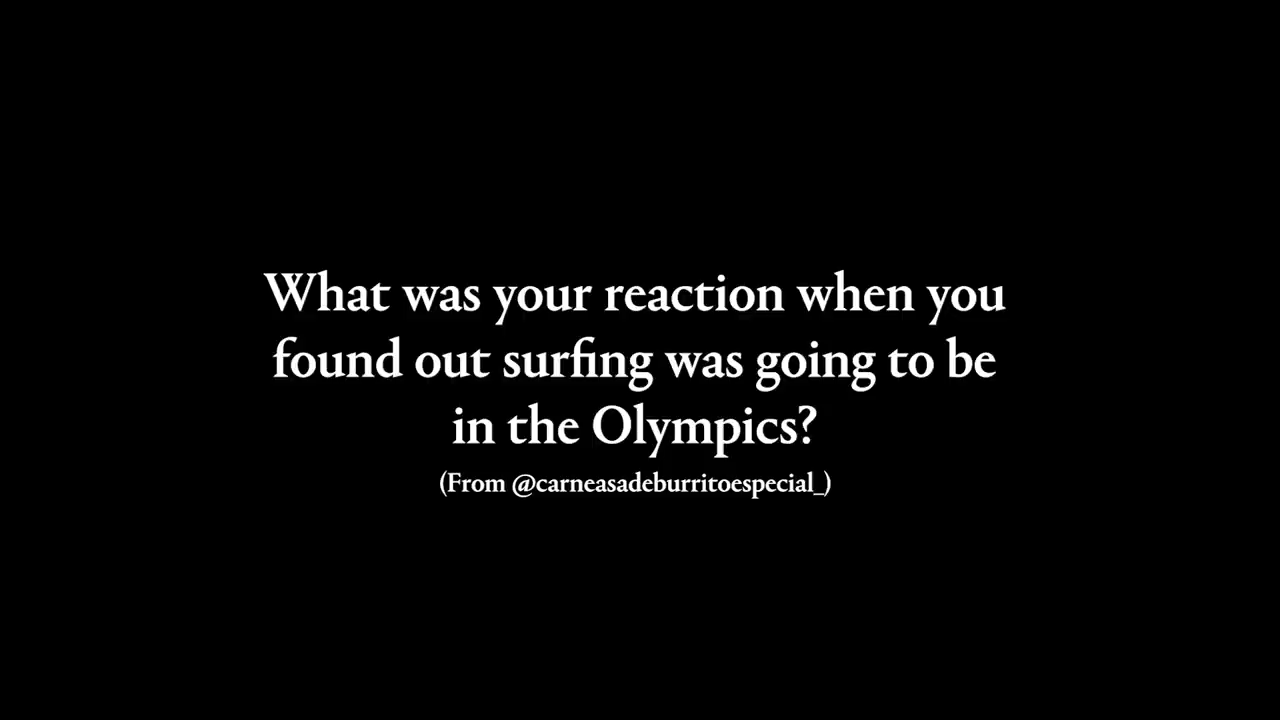 What was your reaction when you
found out surfing was going to be
in the Olympics?
(From @carneasadeburritoespecial_)